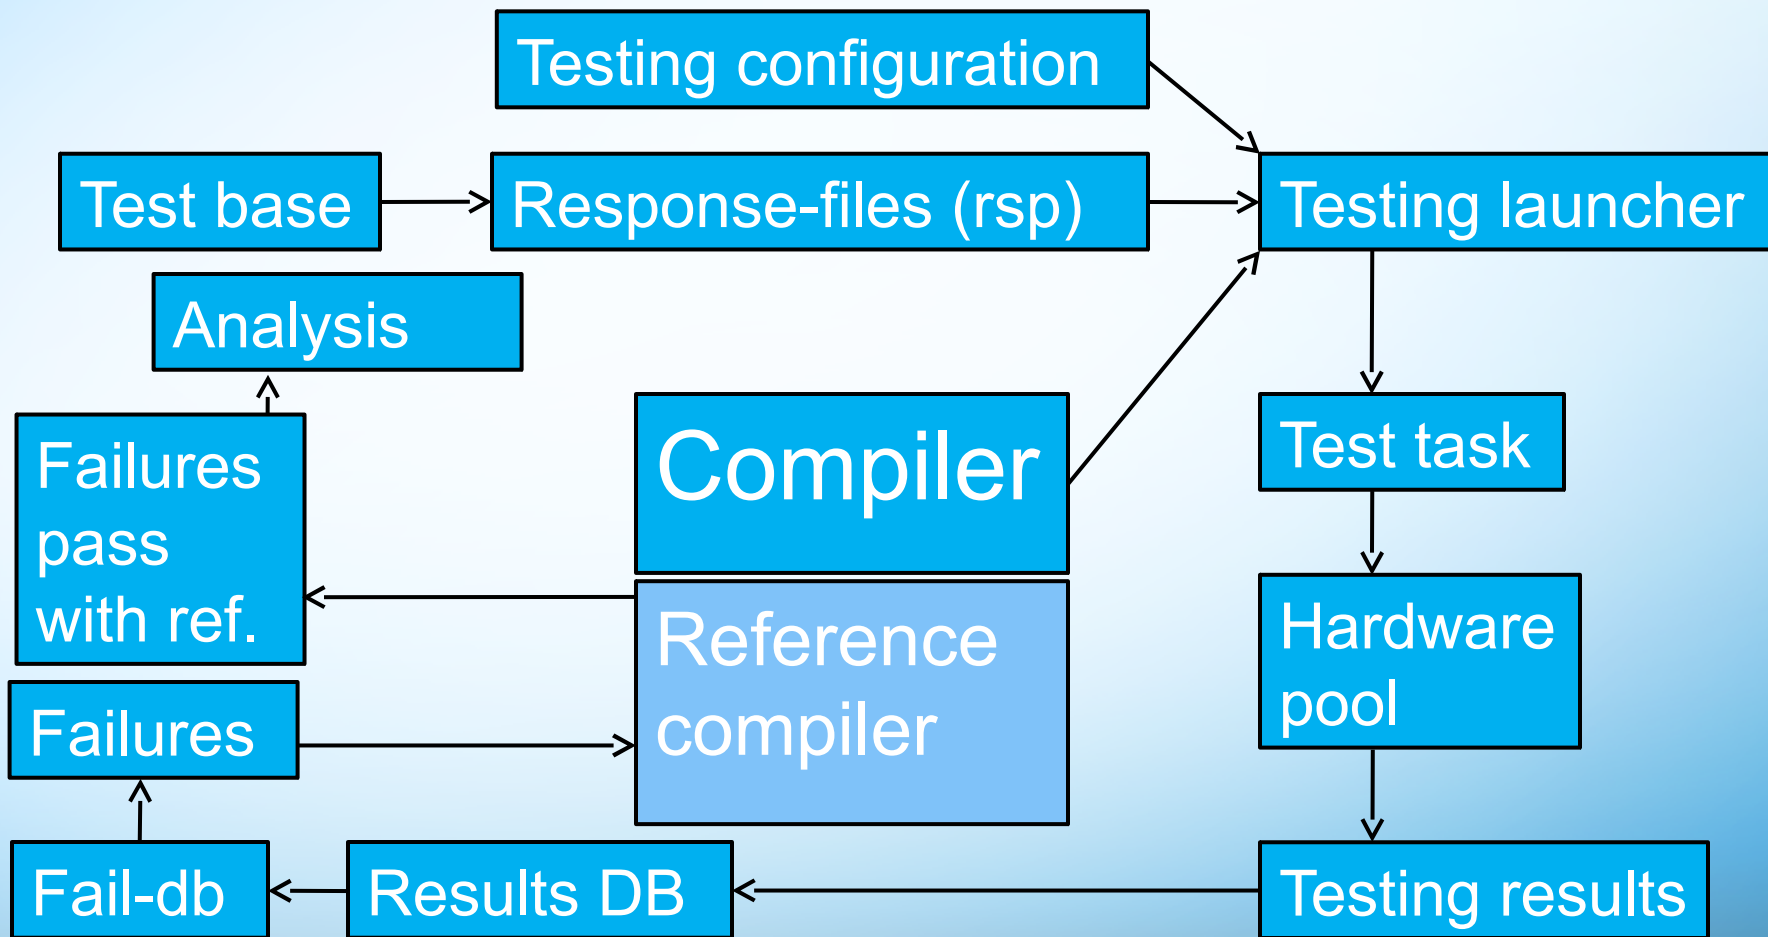 Testing configuration
Test base
Response-files (rsp)
Testing launcher
Analysis
Compiler
Test task
Failures
pass
with ref.
Reference
compiler
Hardware
pool
Failures
Fail-db
Results DB
Testing results